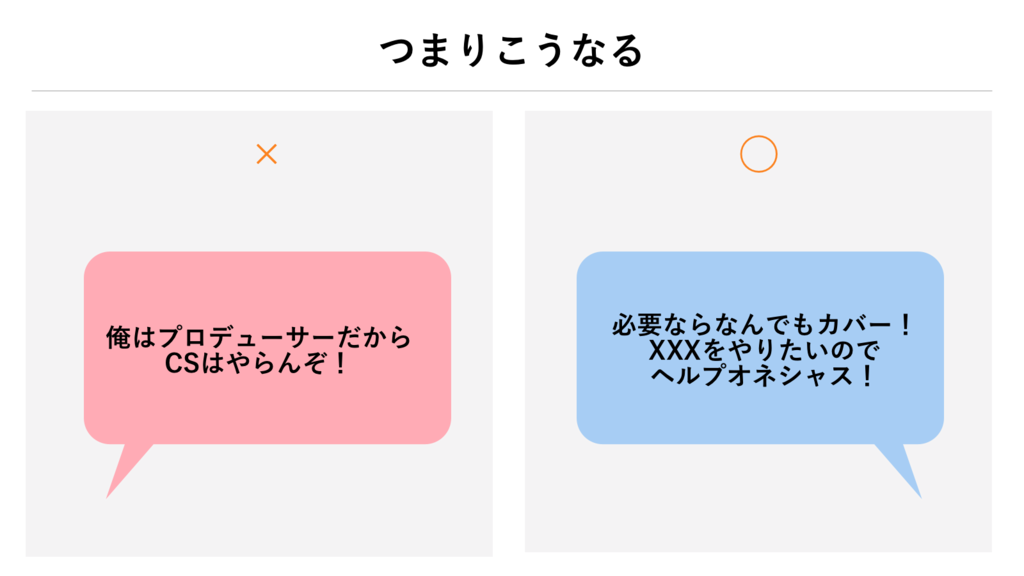 つまりこうなる
×
○
俺はプロデューサーだから
CSはやらんぞ！
必要ならなんでもカバー！
XXXをやりたいので
ヘルプオネシャス！